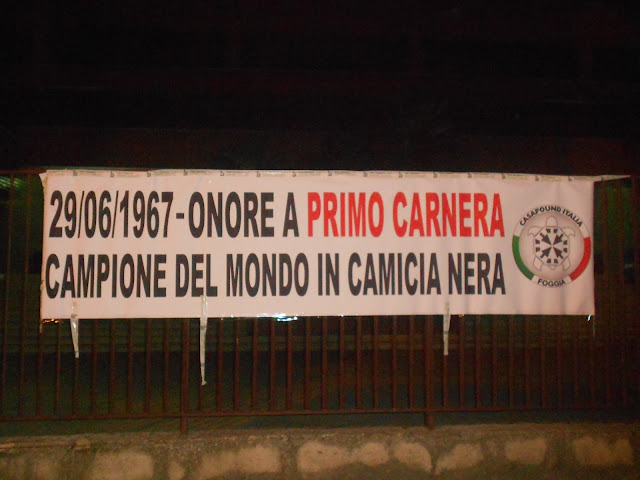 29/06/1967-ONORE A PRIMO CARNERA
CAMPIONE DEL MONDO IN CAMICIA NERA
CASAPOUND ITALIA
FOGGIA